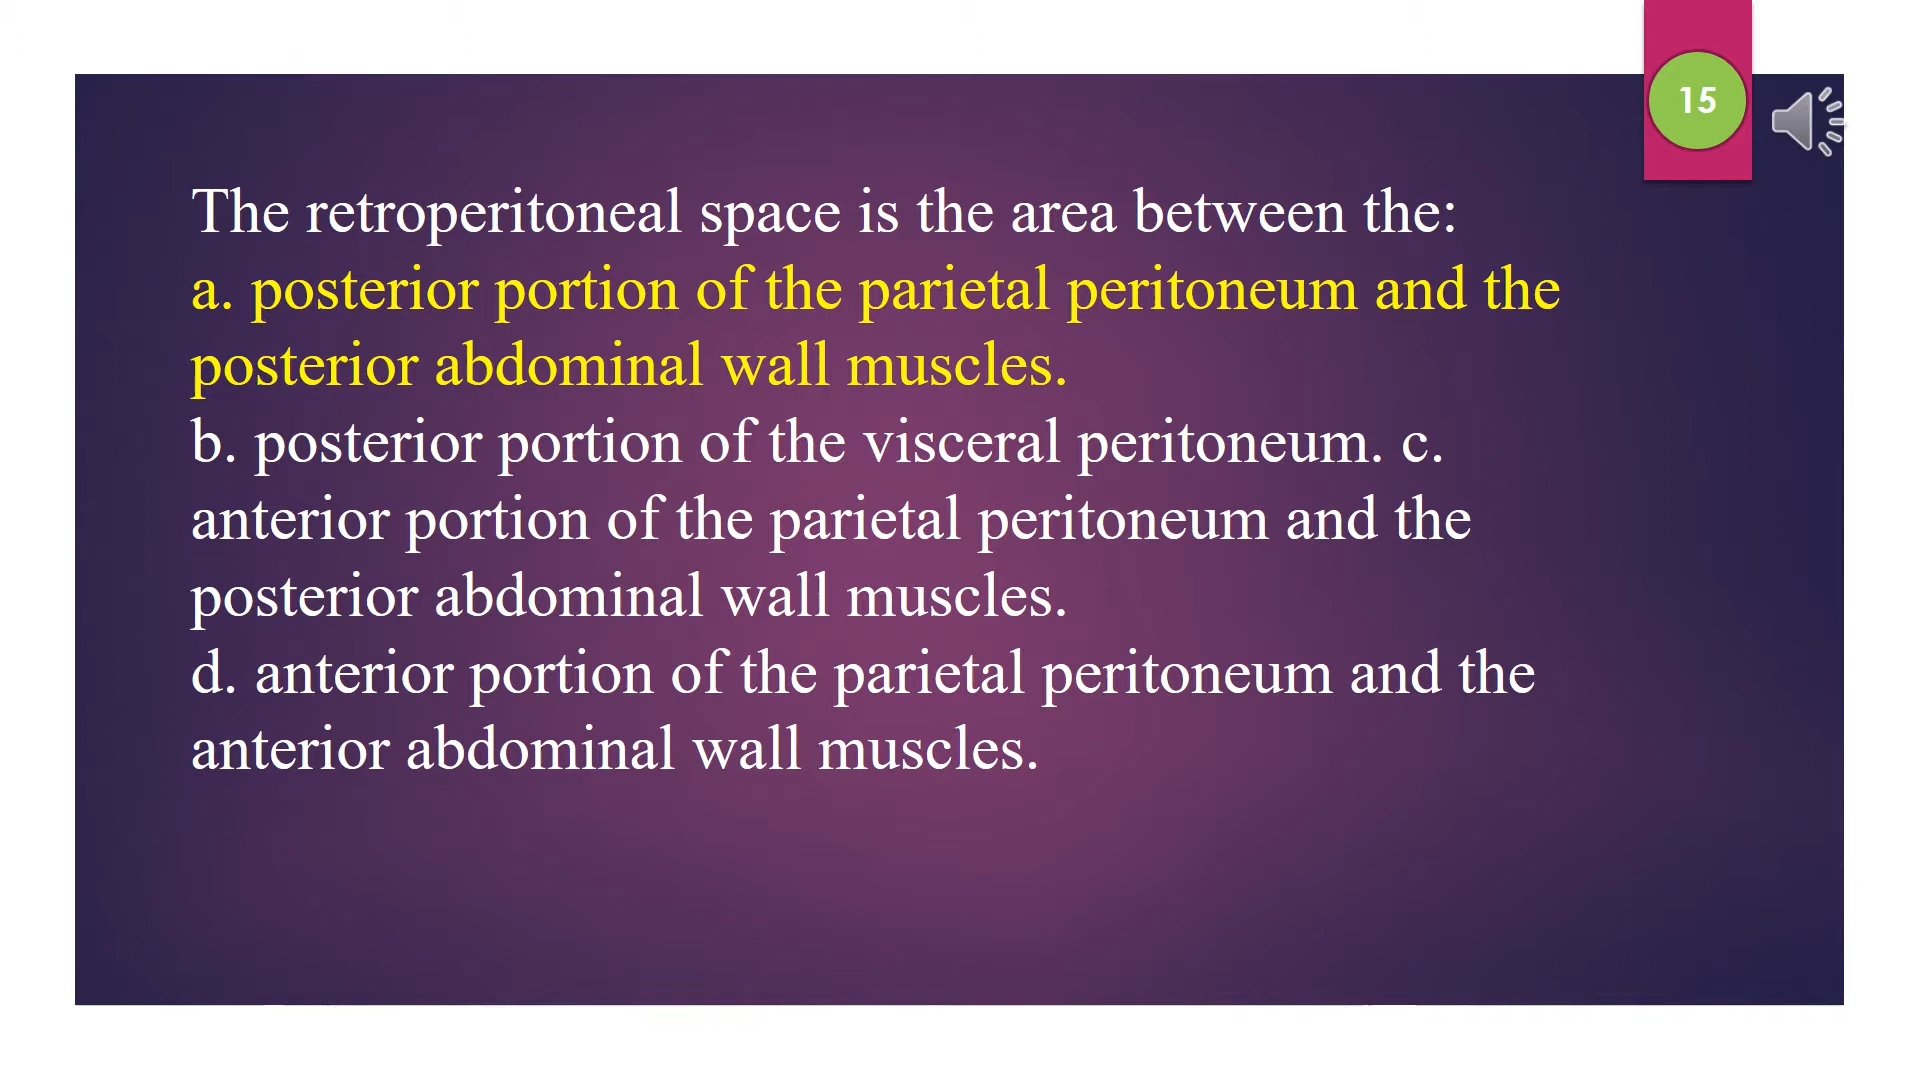 15
The retroperitoneal space is the area between the:
a. posterior portion of the parietal peritoneum and the
posterior abdominal wall muscles.
b. posterior portion of the visceral peritoneum. c.
anterior portion of the parietal peritoneum and the
posterior abdominal wall muscles.
d. anterior portion of the parietal peritoneum and the
anterior abdominal wall muscles.